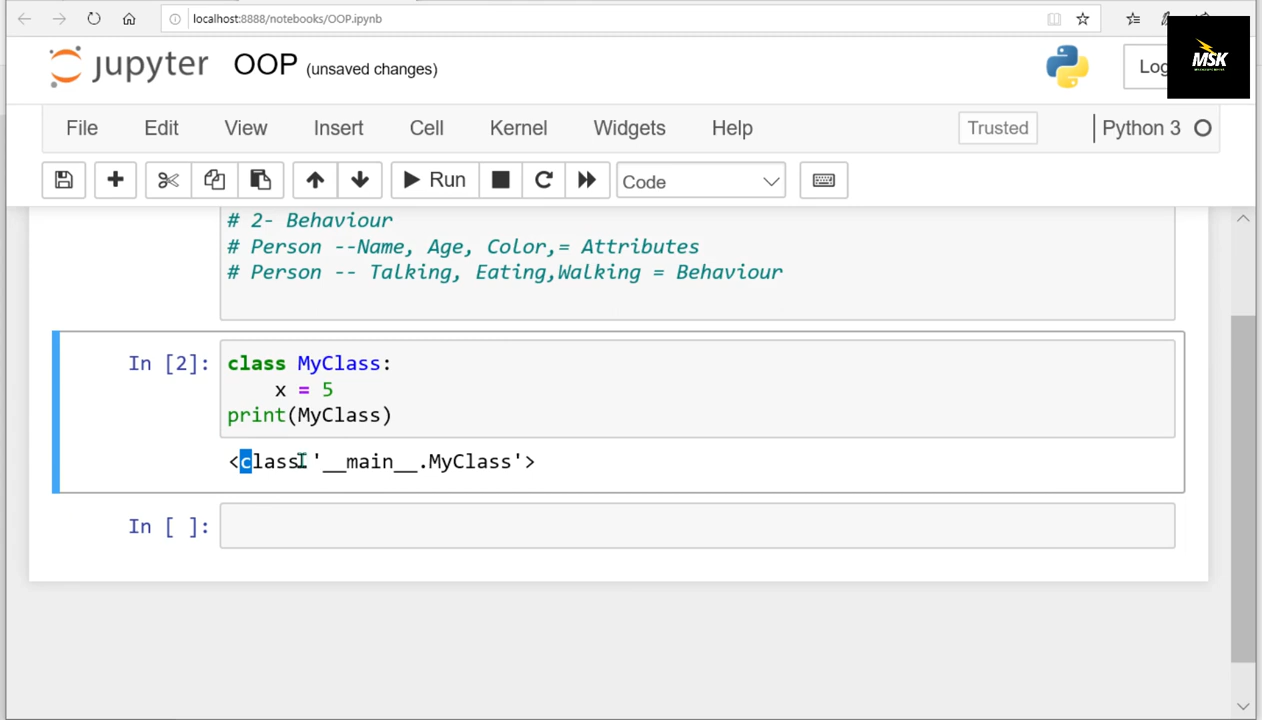 localhost:8888/notebooks/OOP.ipynb
MSK
jupyter OOP (unsaved changes)
File Edit View Insert Cell Kernel Widgets Help Trusted Python 3
Run Code
# 2- Behaviour
# Person --Name, Age, Color,= Attributes
# Person -- Talking, Eating,Walking = Behaviour
In [2]: class MyClass:
x = 5
print(MyClass)
<class '__main__.MyClass'>
In [ ]: